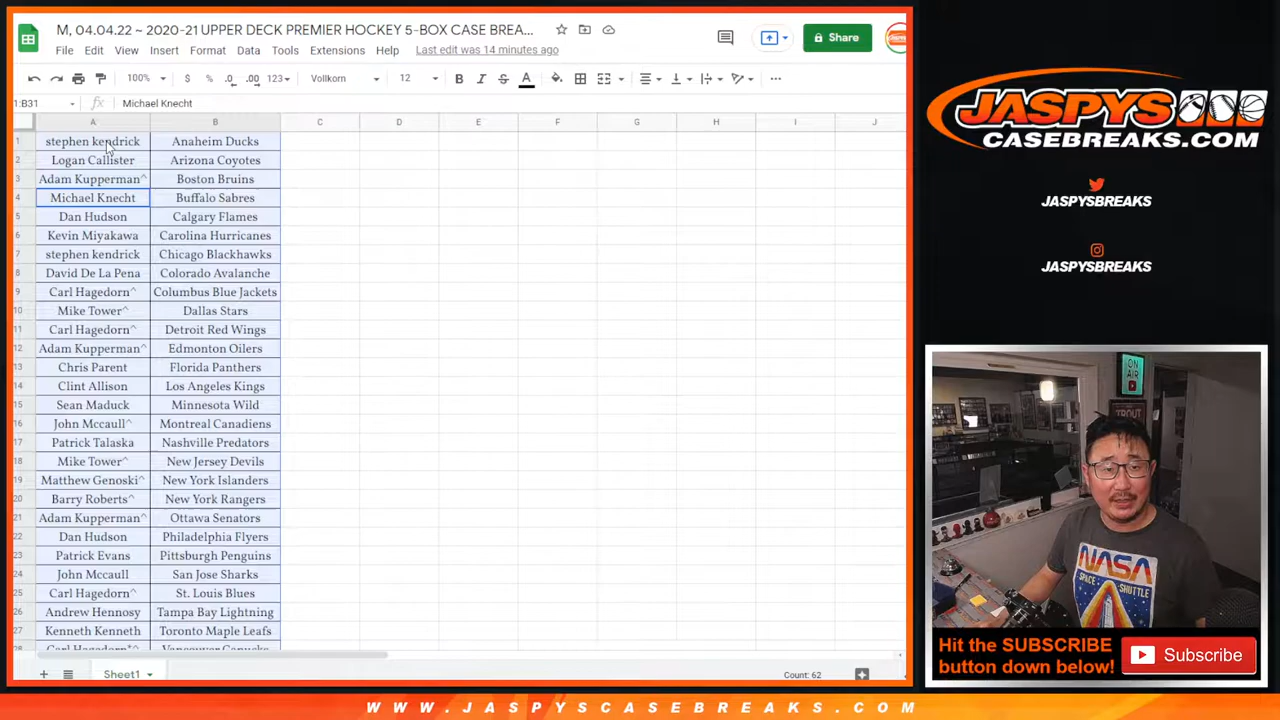 M, 04.04.22 ~ 2020-21 UPPER DECK PREMIER HOCKEY 5-BOX CASE BREA...
File Edit View Insert Format Data Tools Extensions Help Last edit was 14 minutes ago
Share
100% $ % .0 .00 123 Vollkorn 12 B I S A
1:B31 fx Michael Knecht
A B C D E F G H I J
1 stephen kendrick Anaheim Ducks
2 Logan Callister Arizona Coyotes
3 Adam Kupperman^ Boston Bruins
4 Michael Knecht Buffalo Sabres
5 Dan Hudson Calgary Flames
6 Kevin Miyakawa Carolina Hurricanes
7 stephen kendrick Chicago Blackhawks
8 David De La Pena Colorado Avalanche
9 Carl Hagedorn^ Columbus Blue Jackets
10 Mike Tower^ Dallas Stars
11 Carl Hagedorn^ Detroit Red Wings
12 Adam Kupperman^ Edmonton Oilers
13 Chris Parent Florida Panthers
14 Clint Allison Los Angeles Kings
15 Sean Maduck Minnesota Wild
16 John Mccaull^ Montreal Canadiens
17 Patrick Talaska Nashville Predators
18 Mike Tower^ New Jersey Devils
19 Matthew Genoski^ New York Islanders
20 Barry Roberts^ New York Rangers
21 Adam Kupperman^ Ottawa Senators
22 Dan Hudson Philadelphia Flyers
23 Patrick Evans Pittsburgh Penguins
24 John Mccaull San Jose Sharks
25 Carl Hagedorn^ St. Louis Blues
26 Andrew Hennosy Tampa Bay Lightning
27 Kenneth Kenneth Toronto Maple Leafs
Sheet1
Count: 62
JASPYS
CASEBREAKS.COM
JASPYSBREAKS
JASPYSBREAKS
ON
AIR
TROUT
NASA
SPACE SHUTTLE
Hit the SUBSCRIBE
button down below!
Subscribe
WWW.JASPYSCASEBREAKS.COM